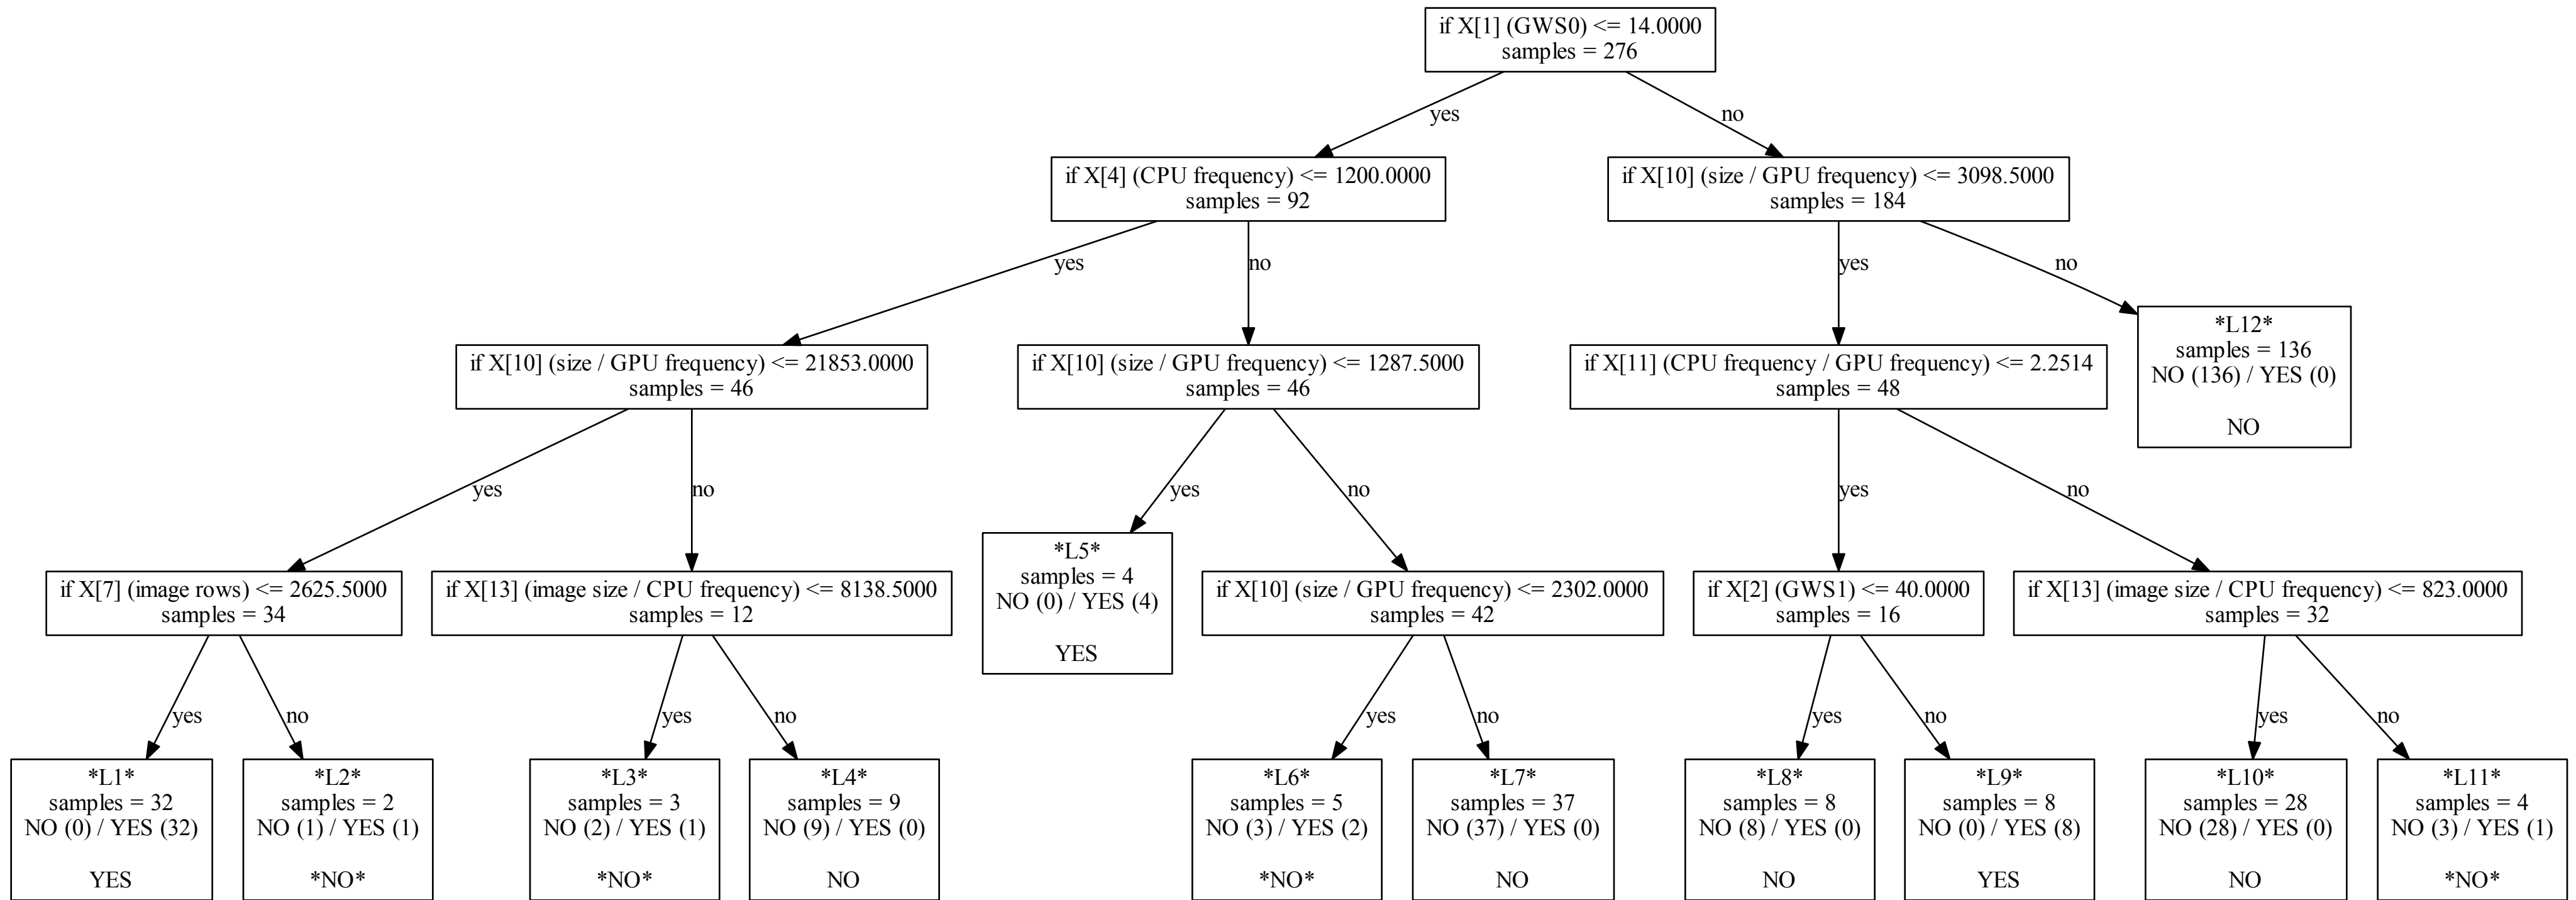 if X[1] (GWS0) <= 14.0000
samples = 276
yes
no
if X[4] (CPU frequency) <= 1200.0000
samples = 92
if X[10] (size / GPU frequency) <= 3098.5000
samples = 184
yes
no
yes
no
if X[10] (size / GPU frequency) <= 21853.0000
samples = 46
if X[10] (size / GPU frequency) <= 1287.5000
samples = 46
if X[11] (CPU frequency / GPU frequency) <= 2.2514
samples = 48
*L12*
samples = 136
NO (136) / YES (0)
NO
yes
no
yes
no
yes
no
if X[7] (image rows) <= 2625.5000
samples = 34
if X[13] (image size / CPU frequency) <= 8138.5000
samples = 12
*L5*
samples = 4
NO (0) / YES (4)
YES
if X[10] (size / GPU frequency) <= 2302.0000
samples = 42
if X[2] (GWS1) <= 40.0000
samples = 16
if X[13] (image size / CPU frequency) <= 823.0000
samples = 32
yes
no
yes
no
yes
no
yes
no
yes
no
*L1*
samples = 32
NO (0) / YES (32)
YES
*L2*
samples = 2
NO (1) / YES (1)
*NO*
*L3*
samples = 3
NO (2) / YES (1)
*NO*
*L4*
samples = 9
NO (9) / YES (0)
NO
*L6*
samples = 5
NO (3) / YES (2)
*NO*
*L7*
samples = 37
NO (37) / YES (0)
NO
*L8*
samples = 8
NO (8) / YES (0)
NO
*L9*
samples = 8
NO (0) / YES (8)
YES
*L10*
samples = 28
NO (28) / YES (0)
NO
*L11*
samples = 4
NO (3) / YES (1)
*NO*